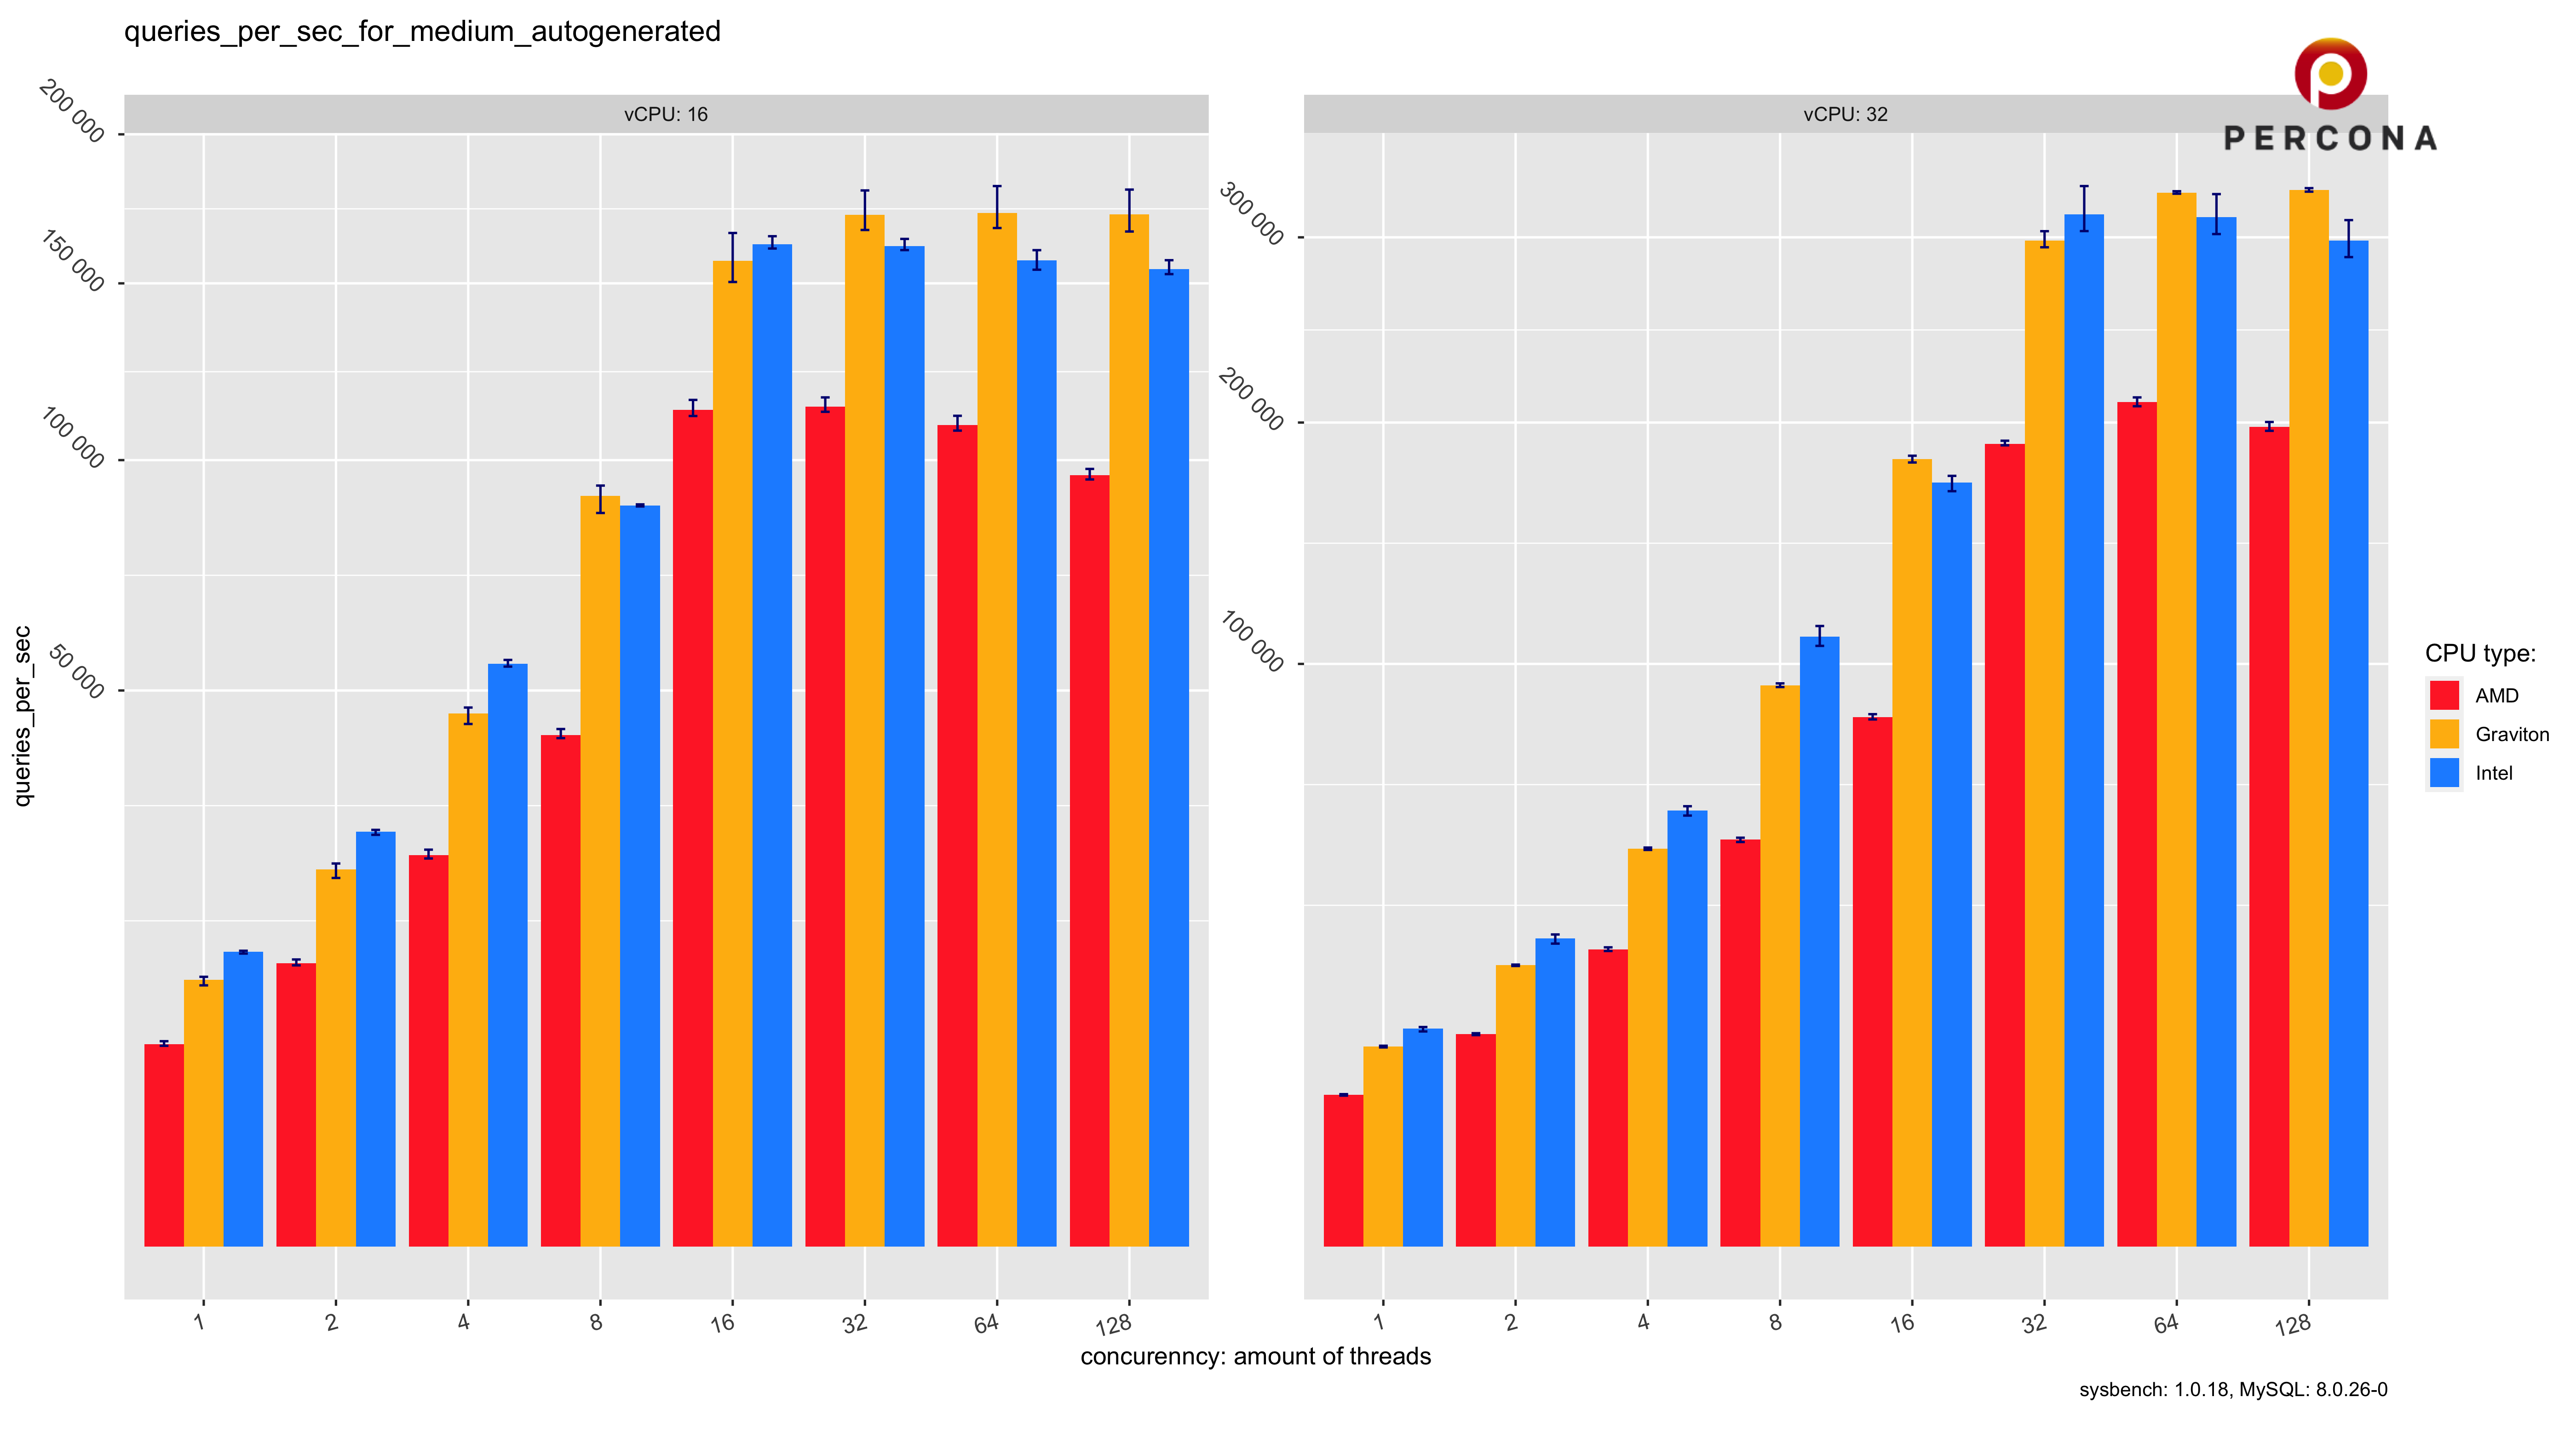 queries_per_sec_for_medium_autogenerated
PERCONA
vCPU: 16
vCPU: 32
queries_per_sec
200 000
150 000
100 000
50 000
300 000
200 000
100 000
1 2 4 8 16 32 64 128
1 2 4 8 16 32 64 128
concurenncy: amount of threads
CPU type:
AMD
Graviton
Intel
sysbench: 1.0.18, MySQL: 8.0.26-0